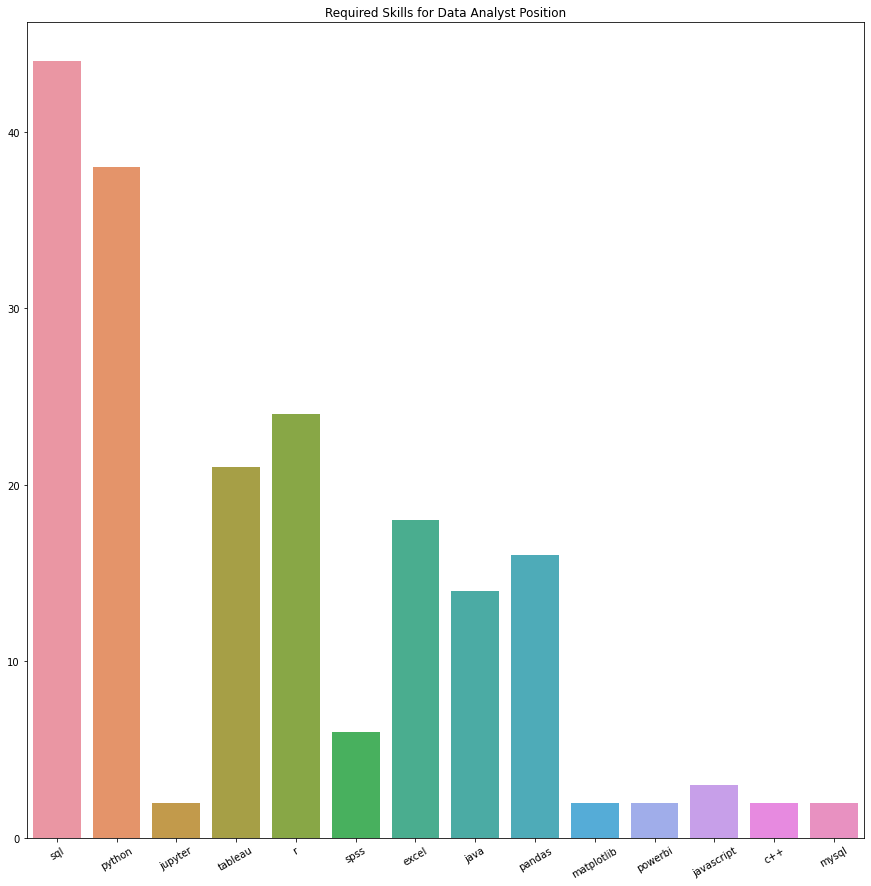 Required Skills for Data Analyst Position
40
30
20
10
0
sql python jupyter tableau r spss excel java pandas matplotlib powerbi javascript c++ mysql